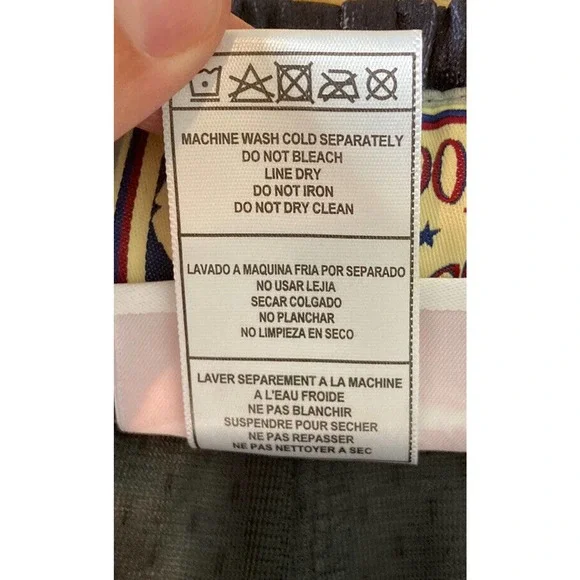 MACHINE WASH COLD SEPARATELY
DO NOT BLEACH
LINE DRY
DO NOT IRON
DO NOT DRY CLEAN
LAVADO A MAQUINA FRIA POR SEPARADO
NO USAR LEJIA
SECAR COLGADO
NO PLANCHAR
NO LIMPIEZA EN SECO
LAVER SEPAREMENT A LA MACHINE
A L'EAU FROIDE
NE PAS BLANCHIR
SUSPENDRE POUR SECHER
NE PAS REPASSER
NE PAS NETTOYER A SEC